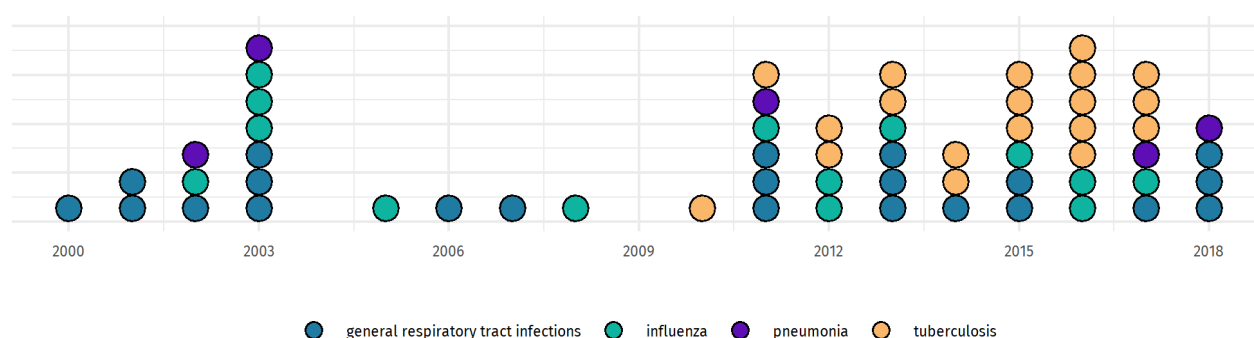 2000 2003 2006 2009 2012 2015 2018
general respiratory tract infections influenza pneumonia tuberculosis